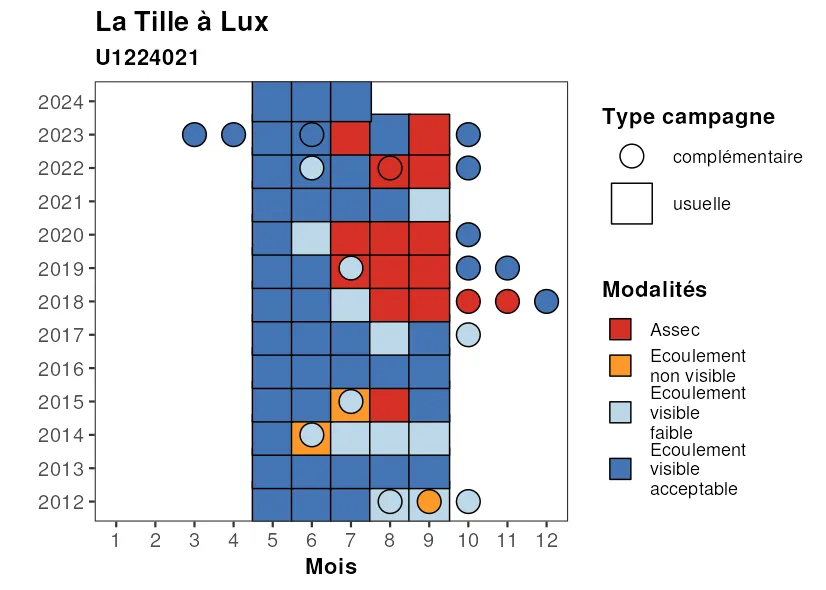 La Tille à Lux
U1224021
2024
2023
2022
2021
2020
2019
2018
2017
2016
2015
2014
2013
2012
1 2 3 4 5 6 7 8 9 10 11 12
Mois
Type campagne
complémentaire
usuelle
Modalités
Assec
Ecoulement
non visible
Ecoulement
visible
faible
Ecoulement
visible
acceptable